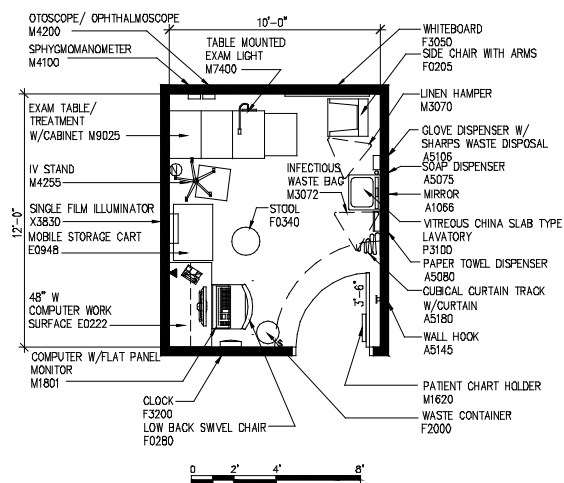 OTOSCOPE/ OPHTHALMOSCOPE
M4200
SPHYGMOMANOMETER
M4100
10'-0"
TABLE MOUNTED
EXAM LIGHT
M7400
WHITEBOARD
F3050
SIDE CHAIR WITH ARMS
F0205
LINEN HAMPER
M3070
EXAM TABLE/
TREATMENT
W/CABINET M9025
GLOVE DISPENSER W/
SHARPS WASTE DISPOSAL
A5106
IV STAND
M4255
INFECTIOUS
WASTE BAG
M3072
SOAP DISPENSER
A5075
MIRROR
A1066
12'-0"
SINGLE FILM ILLUMINATOR
X3830
STOOL
F0340
VITREOUS CHINA SLAB TYPE
LAVATORY
P3100
MOBILE STORAGE CART
E0948
PAPER TOWEL DISPENSER
A5080
3'-6"
CUBICAL CURTAIN TRACK
W/CURTAIN
A5180
48" W
COMPUTER WORK
SURFACE E0222
WALL HOOK
A5145
COMPUTER W/FLAT PANEL
MONITOR
M1801
PATIENT CHART HOLDER
M1620
CLOCK
F3200
WASTE CONTAINER
F2000
LOW BACK SWIVEL CHAIR
F0280
0 2' 4' 8'